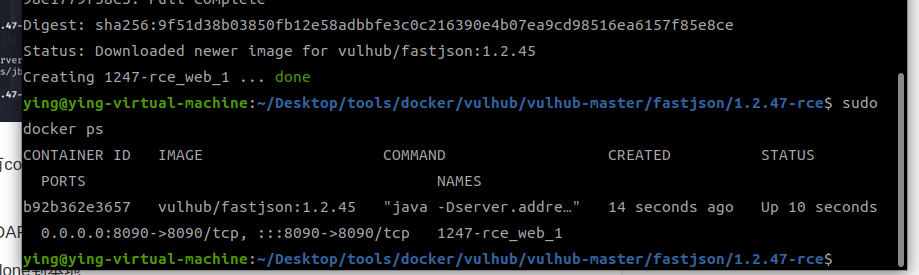 98e1779f58e5: Pull complete
Digest: sha256:9f51d38b03850fb12e58adbbfe3c0c216390e4b07ea9cd98516ea6157f85e8ce
Status: Downloaded newer image for vulhub/fastjson:1.2.45
Creating 1247-rce_web_1 ... done
ying@ying-virtual-machine:~/Desktop/tools/docker/vulhub/vulhub-master/fastjson/1.2.47-rce$ sudo
docker ps
CONTAINER ID IMAGE COMMAND CREATED STATUS
PORTS NAMES
b92b362e3657 vulhub/fastjson:1.2.45 "java -Dserver.addre…" 14 seconds ago Up 10 seconds
0.0.0.0:8090->8090/tcp, :::8090->8090/tcp 1247-rce_web_1
ying@ying-virtual-machine:~/Desktop/tools/docker/vulhub/vulhub-master/fastjson/1.2.47-rce$